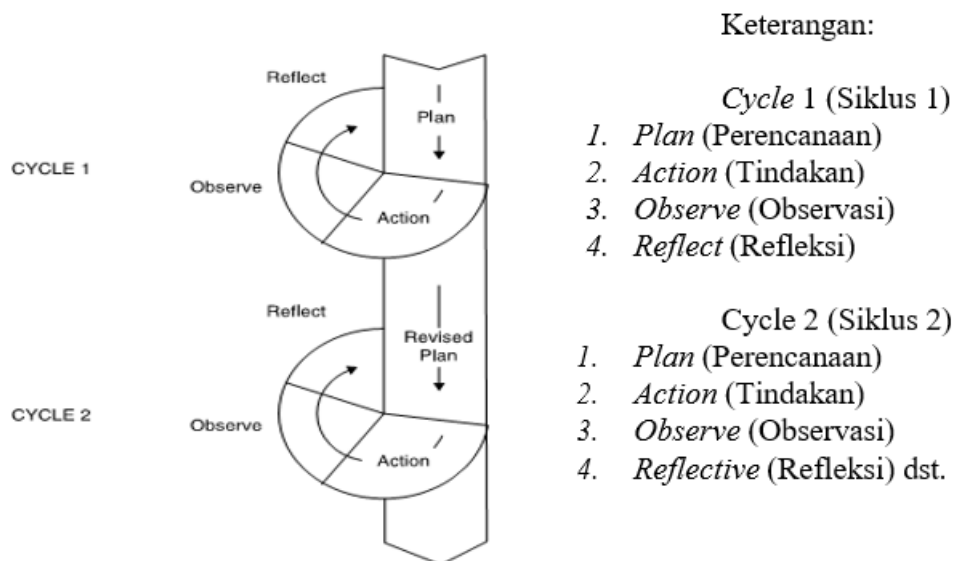 Reflect
Plan
CYCLE 1
Observe
Action
Reflect
Revised
Plan
CYCLE 2
Observe
Action
Keterangan:
Cycle 1 (Siklus 1)
1. Plan (Perencanaan)
2. Action (Tindakan)
3. Observe (Observasi)
4. Reflect (Refleksi)
Cycle 2 (Siklus 2)
1. Plan (Perencanaan)
2. Action (Tindakan)
3. Observe (Observasi)
4. Reflective (Refleksi) dst.